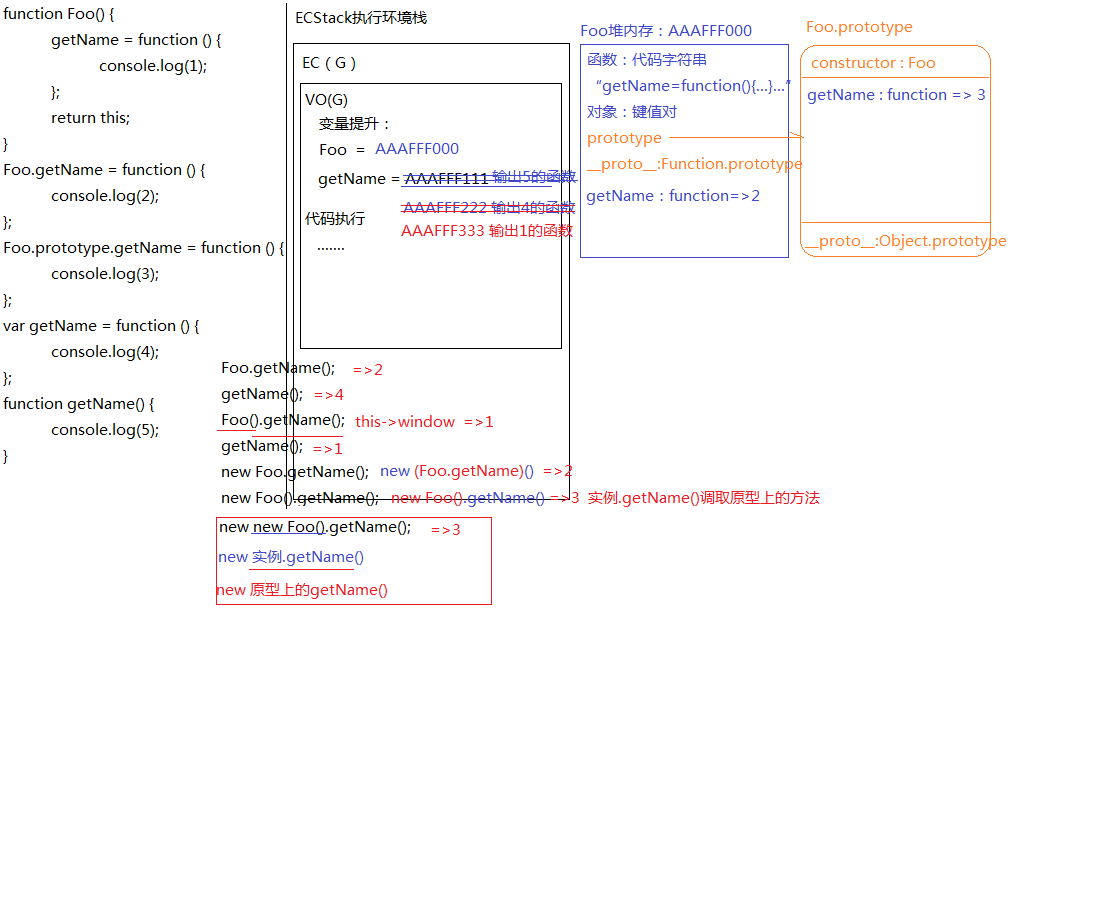 function Foo() {
getName = function () {
console.log(1);
};
return this;
}
Foo.getName = function () {
console.log(2);
};
Foo.prototype.getName = function () {
console.log(3);
};
var getName = function () {
console.log(4);
};
function getName() {
console.log(5);
}
ECStack执行环境栈
EC ( G )
VO(G)
变量提升：
Foo = AAAFFF000
getName = AAAFFF111 输出5的函数
AAAFFF222 输出4的函数
AAAFFF333 输出1的函数
代码执行
.......
Foo堆内存：AAAFFF000
函数：代码字符串
“getName=function(){...}...”
对象：键值对
prototype
__proto__:Function.prototype
getName : function=>2
Foo.prototype
constructor : Foo
getName : function => 3
__proto__:Object.prototype
Foo.getName(); =>2
getName(); =>4
Foo().getName(); this->window =>1
getName(); =>1
new Foo.getName(); new (Foo.getName)() =>2
new Foo().getName(); new Foo().getName() =>3 实例.getName()调取原型上的方法
new new Foo().getName(); =>3
new 实例.getName()
new 原型上的getName()